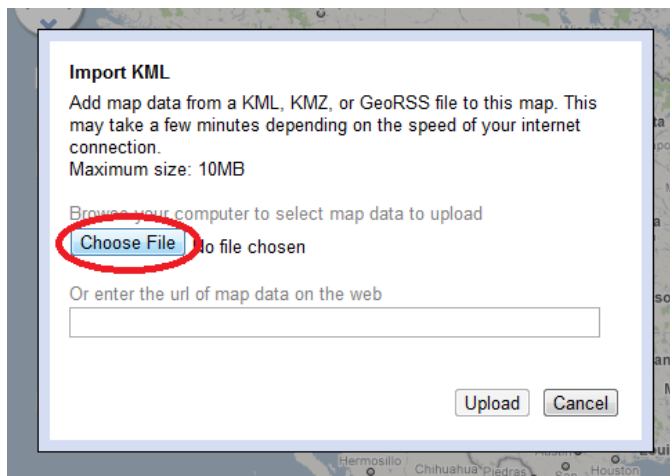 Import KML
Add map data from a KML, KMZ, or GeoRSS file to this map. This
may take a few minutes depending on the speed of your internet
connection.
Maximum size: 10MB
Browse your computer to select map data to upload
Choose File No file chosen
Or enter the url of map data on the web
Upload Cancel
Hermosillo
Chihuahua Piedras
Houston